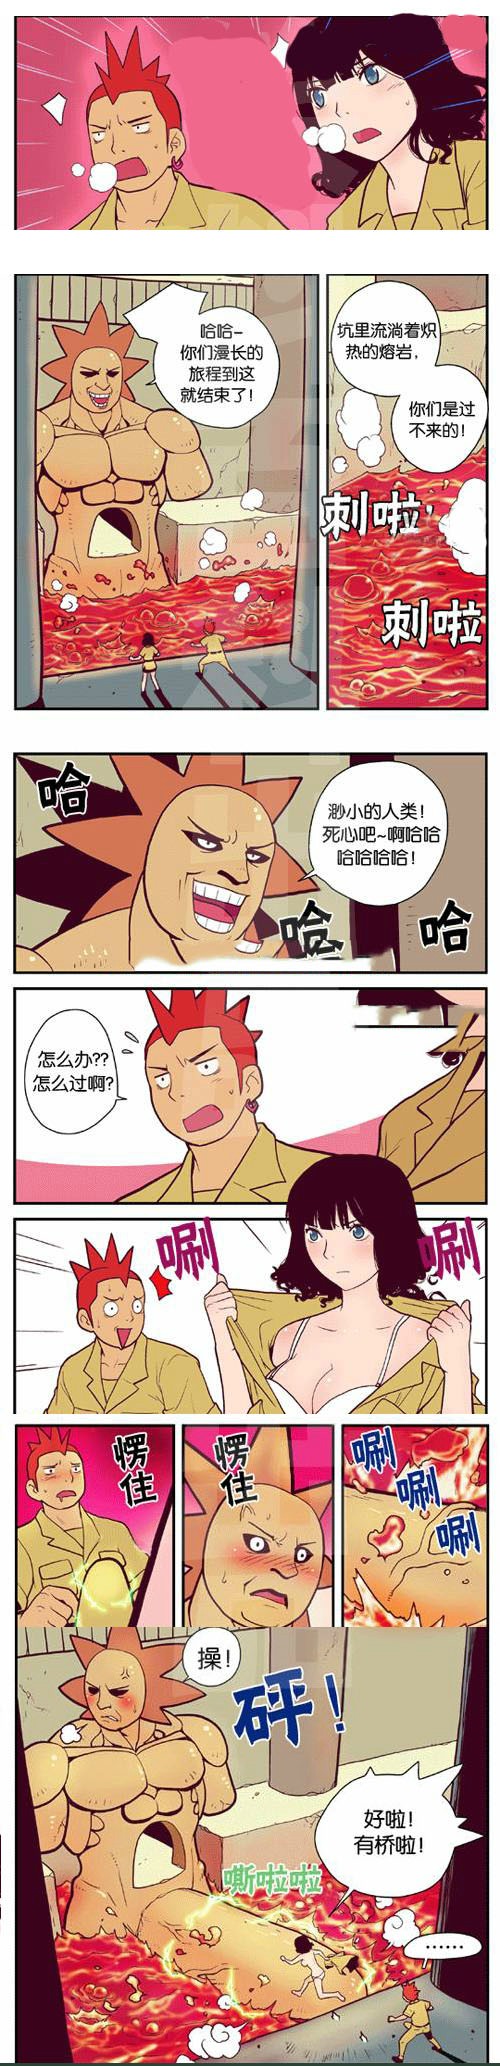 哈哈-
你们漫长的
旅程到这
就结束了!
坑里流淌着炽
热的熔岩,
你们是过
不来的!
刺啦
刺啦
哈
渺小的人类!
死心吧~啊哈哈
哈哈哈哈!
哈
哈
怎么办??
怎么过啊?
唰
唰
愣住
愣住
唰
唰
唰
操!
砰!
好啦!
有桥啦!
嘶啦啦
......